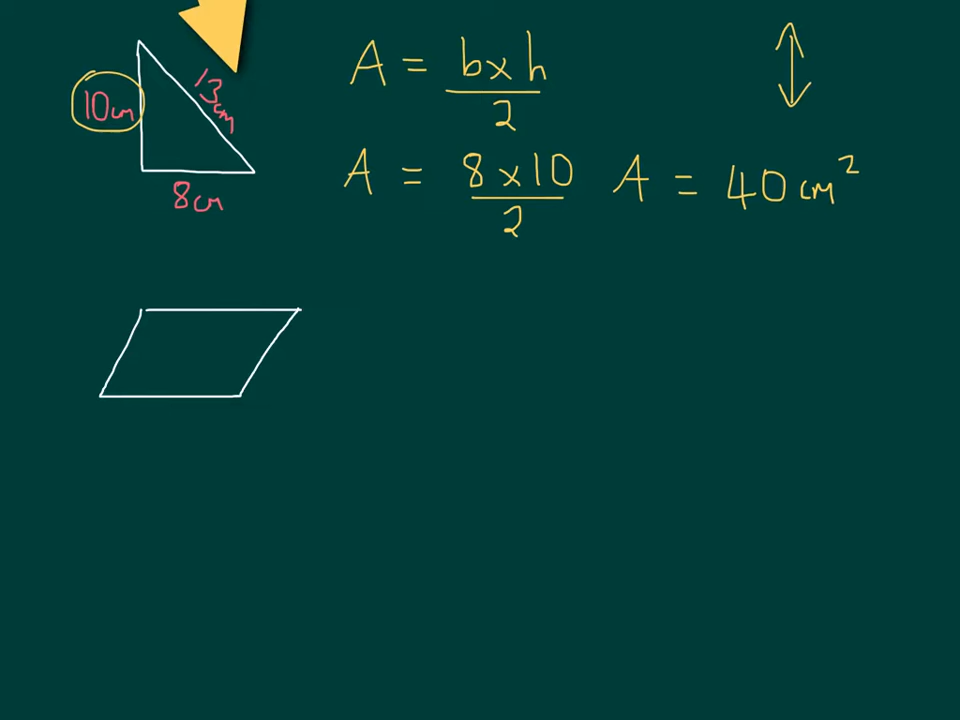 10cm
13cm
8cm
A = b x h / 2
A = 8 x 10 / 2 A = 40 cm²